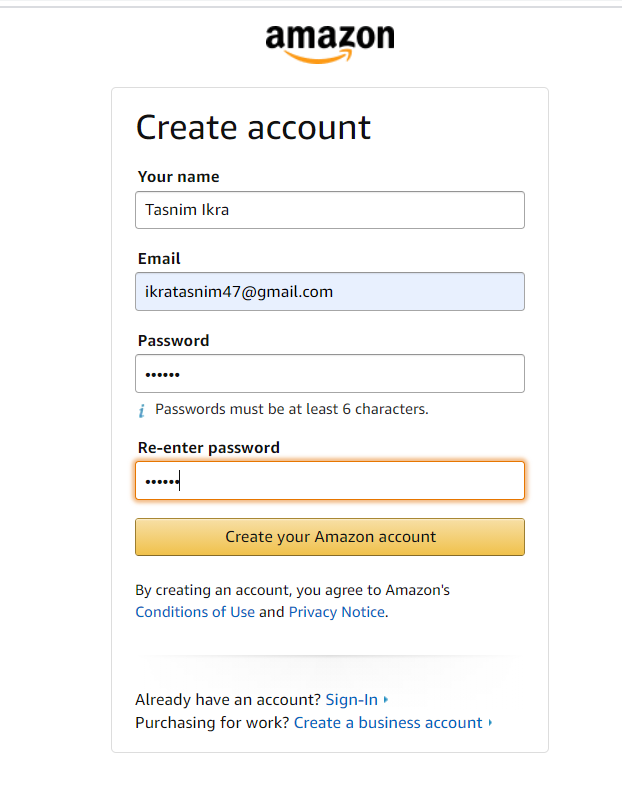 amazon
Create account
Your name
Tasnim Ikra
Email
ikratasnim47@gmail.com
Password
••••••
i Passwords must be at least 6 characters.
Re-enter password
••••••
Create your Amazon account
By creating an account, you agree to Amazon's
Conditions of Use and Privacy Notice.
Already have an account? Sign-In
Purchasing for work? Create a business account